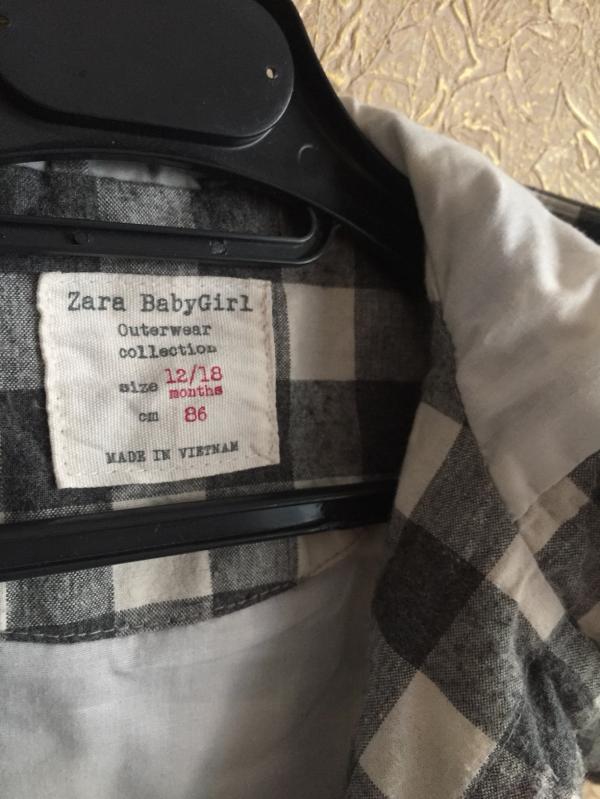 Zara BabyGirl
Outerwear
collection
size 12/18
months
cm 86
MADE IN VIETNAM